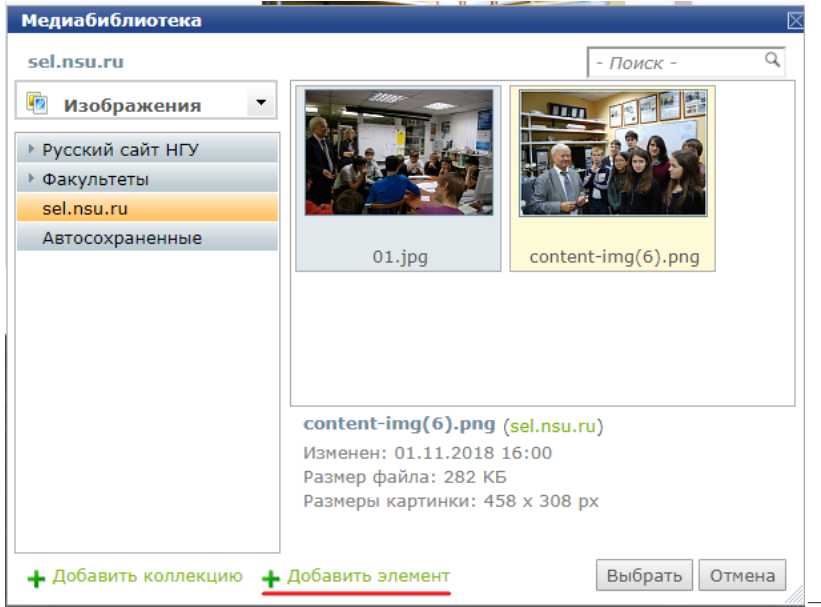 Медиабиблиотека
sel.nsu.ru
- Поиск -
Изображения
Русский сайт НГУ
Факультеты
sel.nsu.ru
Автосохраненные
01.jpg
content-img(6).png
content-img(6).png (sel.nsu.ru)
Изменен: 01.11.2018 16:00
Размер файла: 282 КБ
Размеры картинки: 458 x 308 px
Добавить коллекцию
Добавить элемент
Выбрать
Отмена